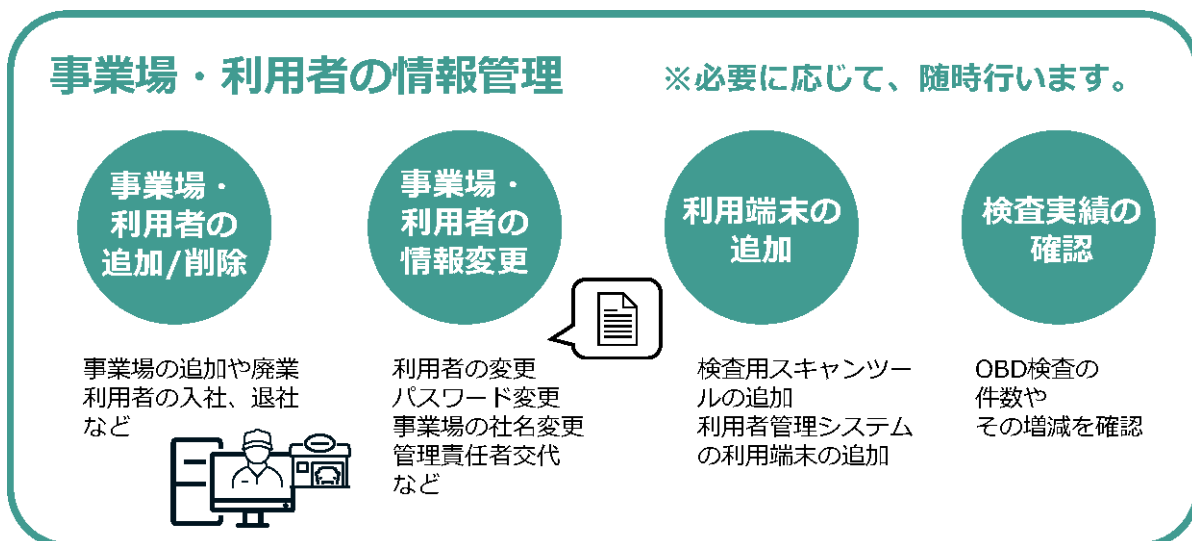 事業場・利用者の情報管理
※必要に応じて、随時行います。
事業場・
利用者の
追加/削除
事業場の追加や廃業
利用者の入社、退社
など
事業場・
利用者の
情報変更
利用者の変更
パスワード変更
事業場の社名変更
管理責任者交代
など
利用端末の
追加
検査用スキャンツー
ルの追加
利用者管理システム
の利用端末の追加
検査実績の
確認
OBD検査の
件数や
その増減を確認